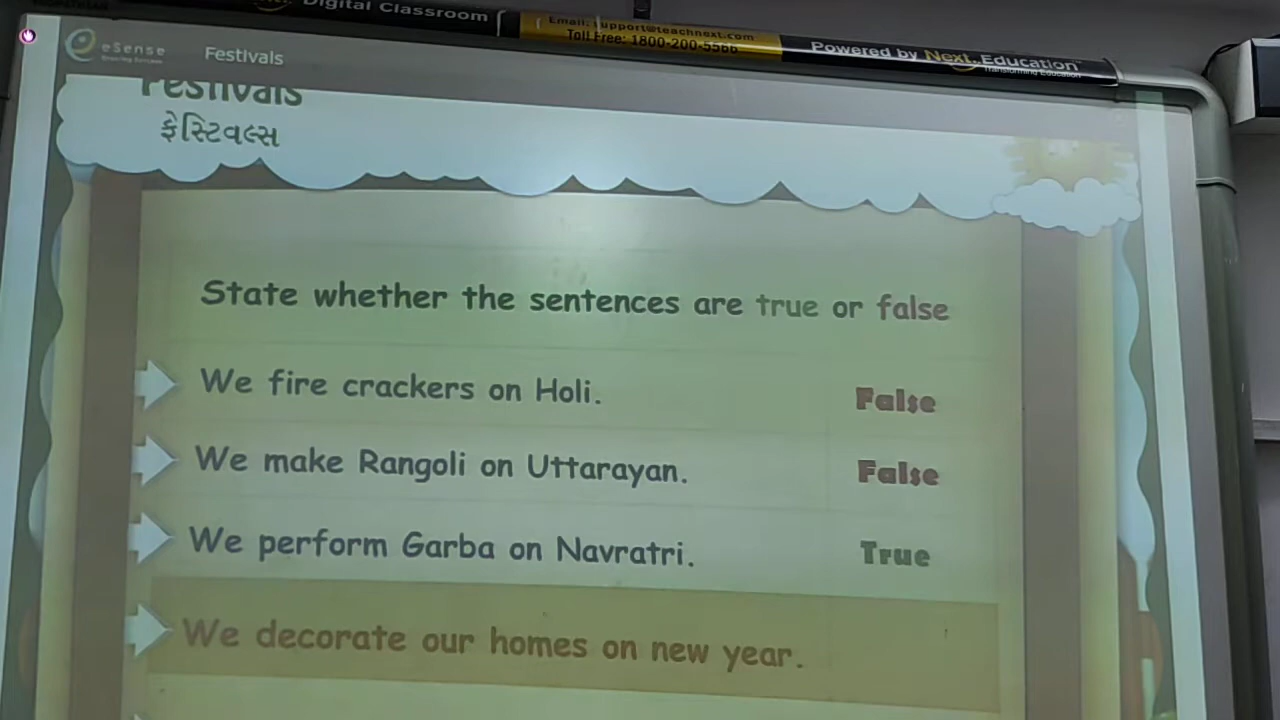 Digital Classroom
Email: support@teachnext.com
Toll Free: 1800-200-5566
Powered by Next Education
Transforming Education
eSense
Festivals
Festivals
ફેસ્ટિવલ્સ
State whether the sentences are true or false
We fire crackers on Holi. False
We make Rangoli on Uttarayan. False
We perform Garba on Navratri. True
We decorate our homes on new year.